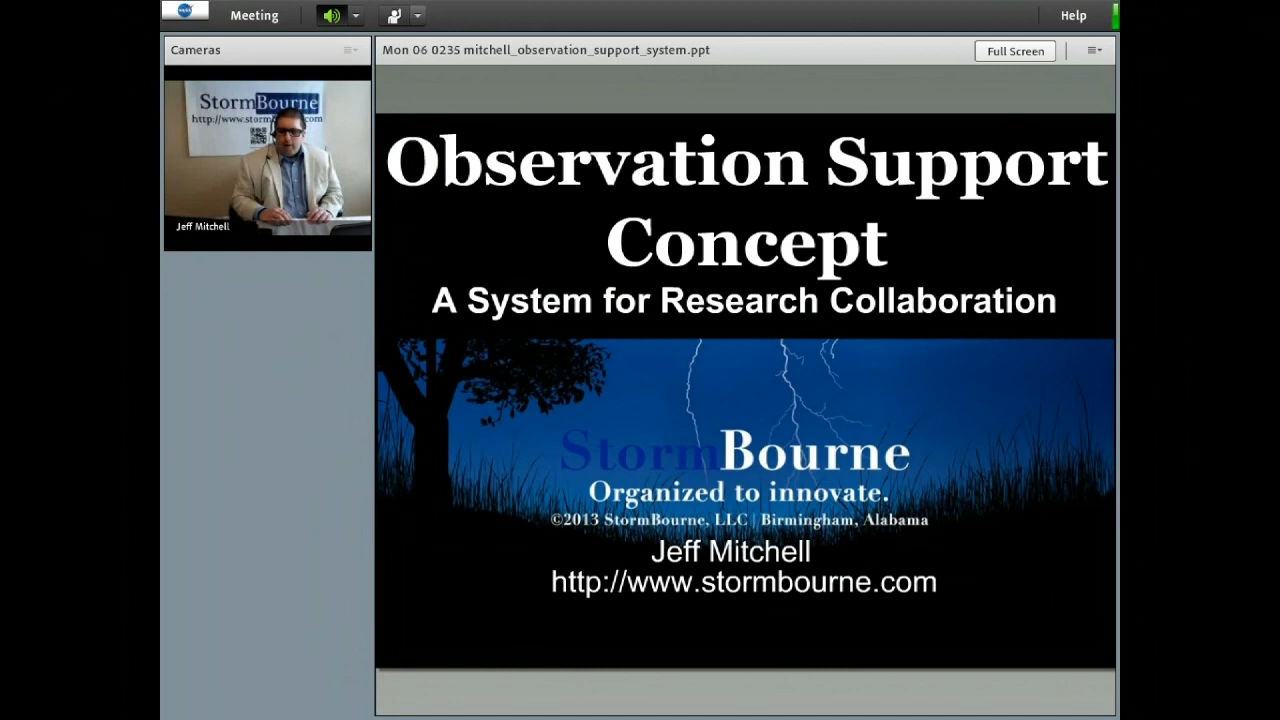 Meeting
Help
Cameras
StormBourne
Jeff Mitchell
Mon 06 0235 mitchell_observation_support_system.ppt
Full Screen
Observation Support
Concept
A System for Research Collaboration
StormBourne
Organized to innovate.
©2013 StormBourne, LLC | Birmingham, Alabama
Jeff Mitchell
http://www.stormbourne.com